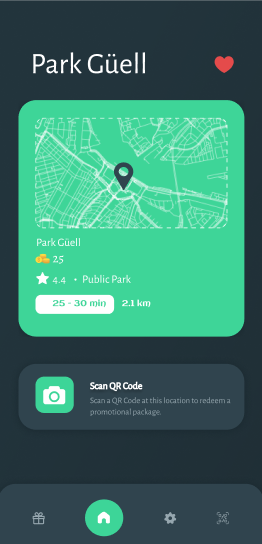 Park Güell
Park Güell
25
4.4 • Public Park
25 - 30 min 2.1 km
Scan QR Code
Scan a QR Code at this location to redeem a
promotional package.